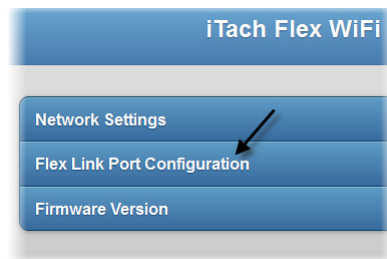 iTach Flex WiFi
Network Settings
Flex Link Port Configuration
Firmware Version